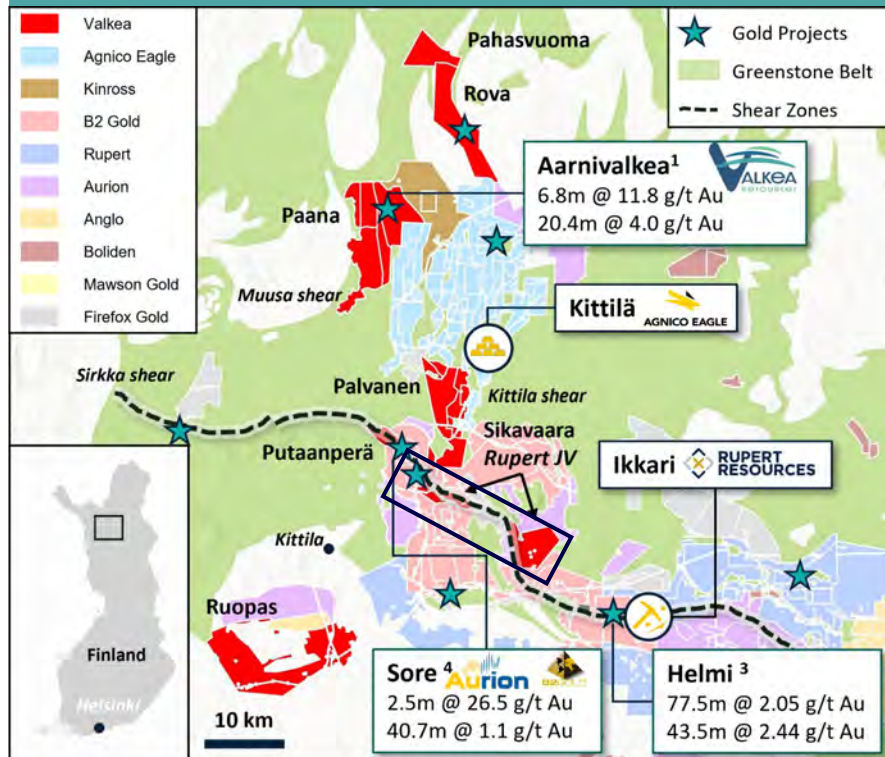 Valkea
Agnico Eagle
Kinross
B2 Gold
Rupert
Aurion
Anglo
Boliden
Mawson Gold
Firefox Gold
Gold Projects
Greenstone Belt
Shear Zones
Pahasvuoma
Rova
Aarnivalkea¹
VALKEA
RESOURCES
6.8m @ 11.8 g/t Au
20.4m @ 4.0 g/t Au
Paana
Muusa shear
Kittilä
AGNICO EAGLE
Sirkka shear
Palvanen
Kittila shear
Sikavaara
Rupert JV
Putaanperä
Ikkari
RUPERT
RESOURCES
Kittila
Ruopas
Finland
Helsinki
10 km
Sore ⁴
Aurion
B2GOLD
2.5m @ 26.5 g/t Au
40.7m @ 1.1 g/t Au
Helmi ³
77.5m @ 2.05 g/t Au
43.5m @ 2.44 g/t Au